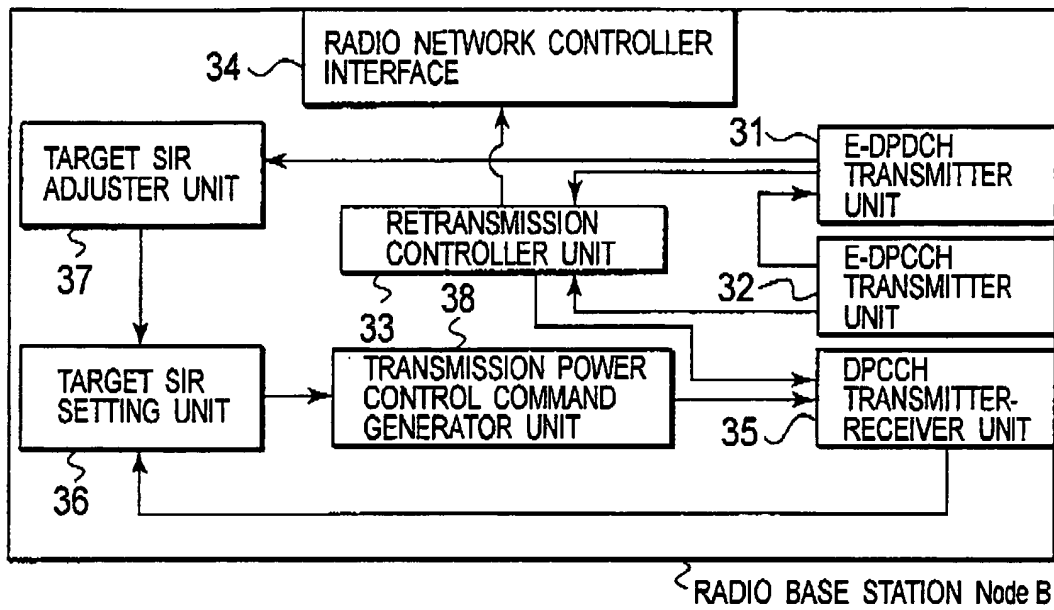 RADIO NETWORK CONTROLLER
INTERFACE
34
TARGET SIR
ADJUSTER UNIT
37
31
E-DPDCH
TRANSMITTER
UNIT
RETRANSMISSION
CONTROLLER UNIT
33
32
E-DPCCH
TRANSMITTER
UNIT
38
TARGET SIR
SETTING UNIT
36
TRANSMISSION POWER
CONTROL COMMAND
GENERATOR UNIT
DPCCH
TRANSMITTER-
RECEIVER UNIT
35
RADIO BASE STATION Node B